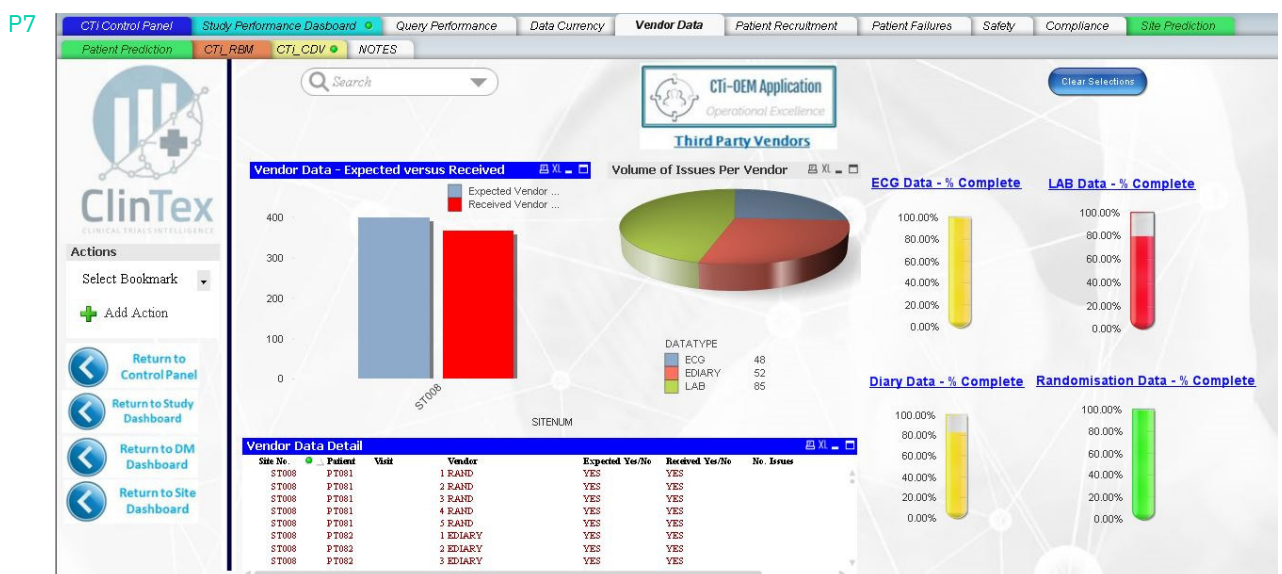 P7
CTi Control Panel Study Performance Dasboard Query Performance Data Currency Vendor Data Patient Recruitment Patient Failures Safety Compliance Site Prediction
Patient Prediction CTi_RBM CTi_CDV NOTES
Search
CTi-OEM Application
Operational Excellence
Clear Selections
Third Party Vendors
ClinTex
CLINICAL TRIALS INTELLIGENCE
Actions
Select Bookmark
Add Action
Return to
Control Panel
Return to Study
Dashboard
Return to DM
Dashboard
Return to Site
Dashboard
Vendor Data - Expected versus Received XL
Expected Vendor ...
Received Vendor ...
400
300
200
100
0
ST008
SITENUM
Volume of Issues Per Vendor XL
DATATYPE
ECG 48
EDIARY 52
LAB 85
ECG Data - % Complete
100.00%
80.00%
60.00%
40.00%
20.00%
0.00%
LAB Data - % Complete
100.00%
80.00%
60.00%
40.00%
20.00%
0.00%
Diary Data - % Complete
100.00%
80.00%
60.00%
40.00%
20.00%
0.00%
Randomisation Data - % Complete
100.00%
80.00%
60.00%
40.00%
20.00%
0.00%
Vendor Data Detail XL
Site No. Patient Visit Vendor Expected Yes/No Received Yes/No No. Issues
ST008 PT081 1 RAND YES YES
ST008 PT081 2 RAND YES YES
ST008 PT081 3 RAND YES YES
ST008 PT081 4 RAND YES YES
ST008 PT081 5 RAND YES YES
ST008 PT082 1 EDIARY YES YES
ST008 PT082 2 EDIARY YES YES
ST008 PT082 3 EDIARY YES YES